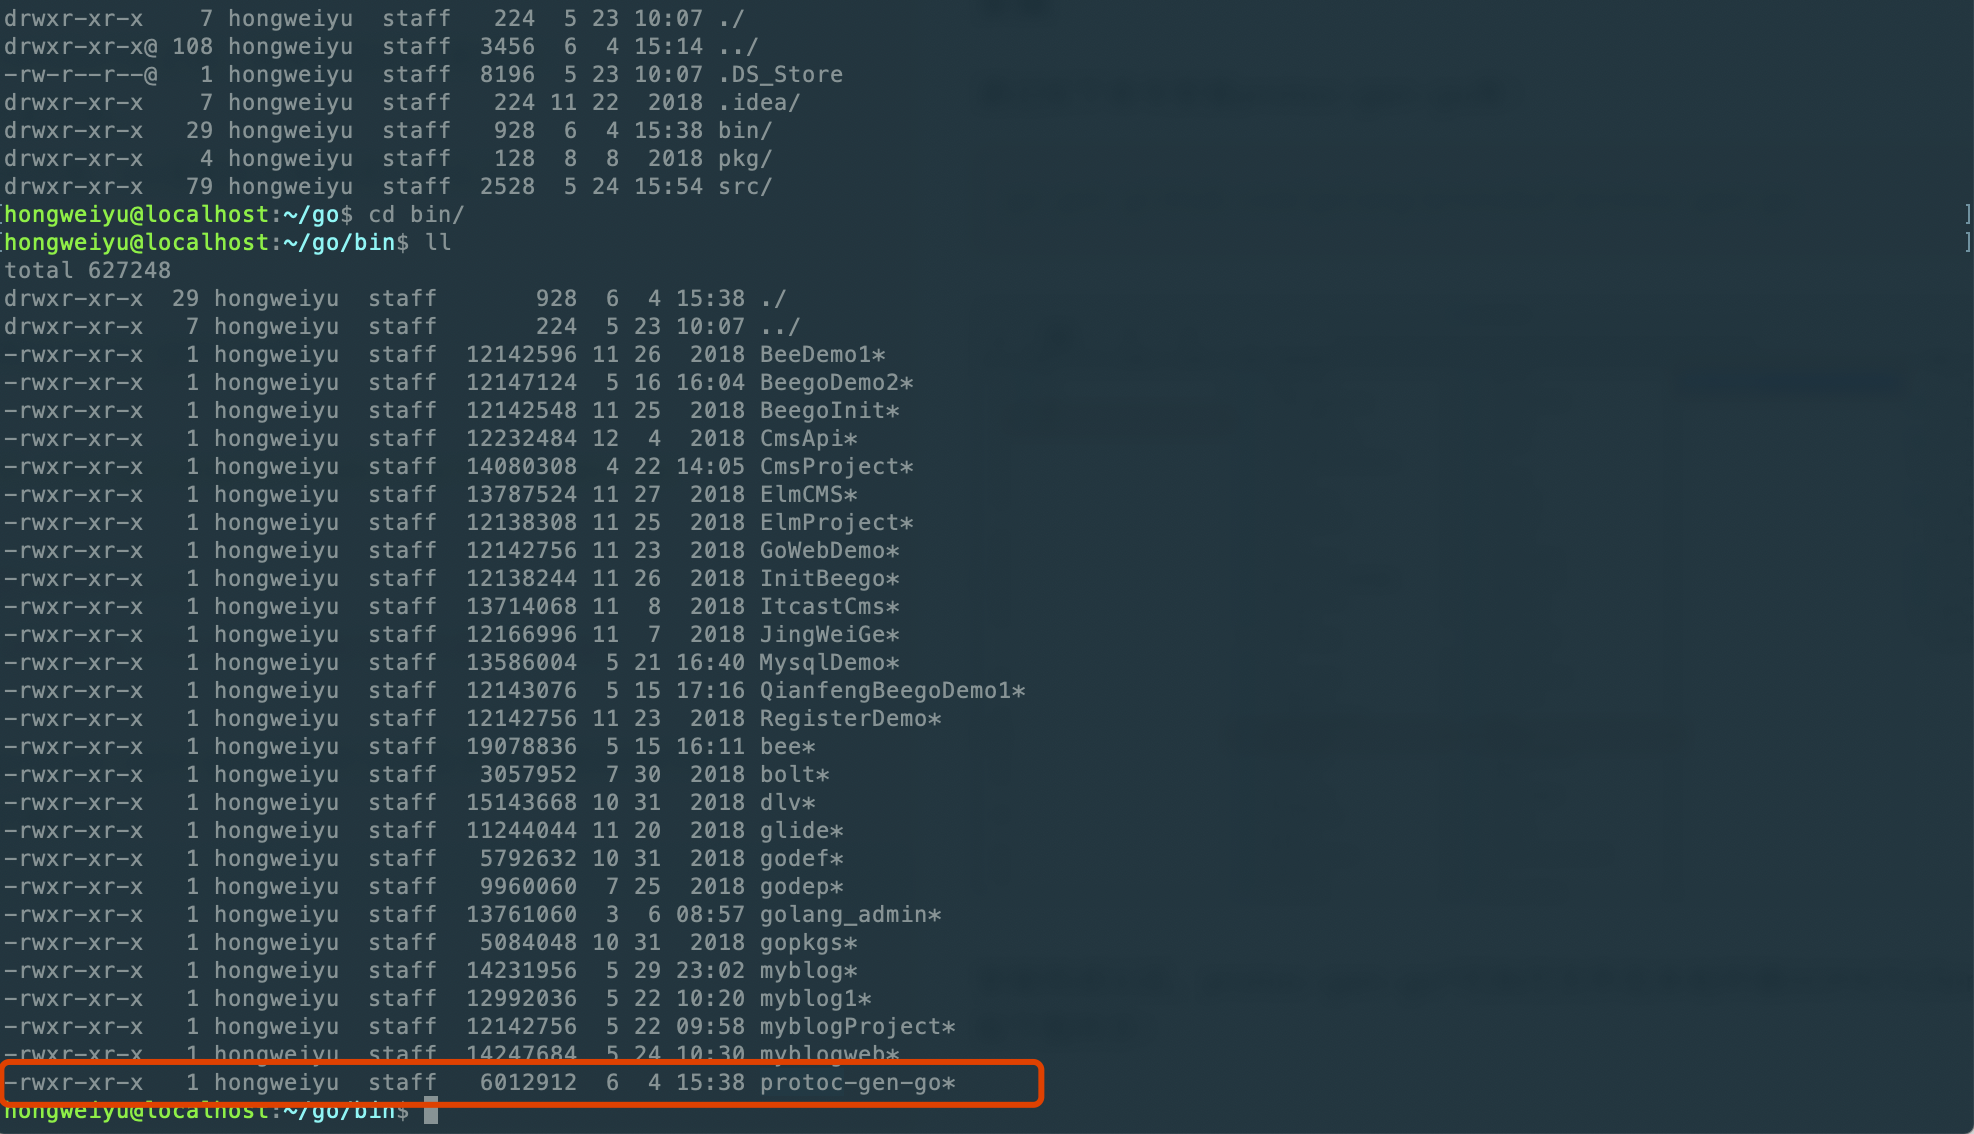 drwxr-xr-x    7 hongweiyu  staff   224  5 23 10:07 ./
drwxr-xr-x@ 108 hongweiyu  staff  3456  6  4 15:14 ../
-rw-r--r--@   1 hongweiyu  staff  8196  5 23 10:07 .DS_Store
drwxr-xr-x    7 hongweiyu  staff   224 11 22  2018 .idea/
drwxr-xr-x   29 hongweiyu  staff   928  6  4 15:38 bin/
drwxr-xr-x    4 hongweiyu  staff   128  8  8  2018 pkg/
drwxr-xr-x   79 hongweiyu  staff  2528  5 24 15:54 src/
[hongweiyu@localhost:~/go$ cd bin/ ]
[hongweiyu@localhost:~/go/bin$ ll ]
total 627248
drwxr-xr-x  29 hongweiyu  staff       928  6  4 15:38 ./
drwxr-xr-x   7 hongweiyu  staff       224  5 23 10:07 ../
-rwxr-xr-x   1 hongweiyu  staff  12142596 11 26  2018 BeeDemo1*
-rwxr-xr-x   1 hongweiyu  staff  12147124  5 16 16:04 BeegoDemo2*
-rwxr-xr-x   1 hongweiyu  staff  12142548 11 25  2018 BeegoInit*
-rwxr-xr-x   1 hongweiyu  staff  12232484 12  4  2018 CmsApi*
-rwxr-xr-x   1 hongweiyu  staff  14080308  4 22 14:05 CmsProject*
-rwxr-xr-x   1 hongweiyu  staff  13787524 11 27  2018 ElmCMS*
-rwxr-xr-x   1 hongweiyu  staff  12138308 11 25  2018 ElmProject*
-rwxr-xr-x   1 hongweiyu  staff  12142756 11 23  2018 GoWebDemo*
-rwxr-xr-x   1 hongweiyu  staff  12138244 11 26  2018 InitBeego*
-rwxr-xr-x   1 hongweiyu  staff  13714068 11  8  2018 ItcastCms*
-rwxr-xr-x   1 hongweiyu  staff  12166996 11  7  2018 JingWeiGe*
-rwxr-xr-x   1 hongweiyu  staff  13586004  5 21 16:40 MysqlDemo*
-rwxr-xr-x   1 hongweiyu  staff  12143076  5 15 17:16 QianfengBeegoDemo1*
-rwxr-xr-x   1 hongweiyu  staff  12142756 11 23  2018 RegisterDemo*
-rwxr-xr-x   1 hongweiyu  staff  19078836  5 15 16:11 bee*
-rwxr-xr-x   1 hongweiyu  staff   3057952  7 30  2018 bolt*
-rwxr-xr-x   1 hongweiyu  staff  15143668 10 31  2018 dlv*
-rwxr-xr-x   1 hongweiyu  staff  11244044 11 20  2018 glide*
-rwxr-xr-x   1 hongweiyu  staff   5792632 10 31  2018 godef*
-rwxr-xr-x   1 hongweiyu  staff   9960060  7 25  2018 godep*
-rwxr-xr-x   1 hongweiyu  staff  13761060  3  6 08:57 golang_admin*
-rwxr-xr-x   1 hongweiyu  staff   5084048 10 31  2018 gopkgs*
-rwxr-xr-x   1 hongweiyu  staff  14231956  5 29 23:02 myblog*
-rwxr-xr-x   1 hongweiyu  staff  12992036  5 22 10:20 myblog1*
-rwxr-xr-x   1 hongweiyu  staff  12142756  5 22 09:58 myblogProject*
-rwxr-xr-x   1 hongweiyu  staff  14247684  5 24 10:30 myblogweb*
-rwxr-xr-x   1 hongweiyu  staff   6012912  6  4 15:38 protoc-gen-go*
hongweiyu@localhost:~/go/bin$